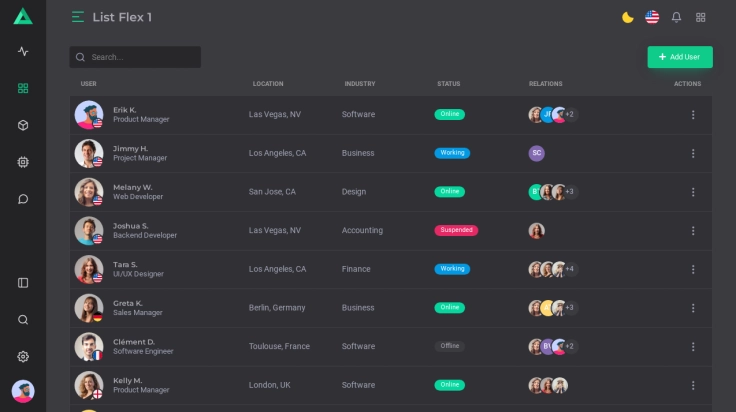 List Flex 1
Search...
Add User
USER LOCATION INDUSTRY STATUS RELATIONS ACTIONS
Erik K.
Product Manager
Las Vegas, NV Software Online +2
Jimmy H.
Project Manager
Los Angeles, CA Business Working SC
Melany W.
Web Developer
San Jose, CA Design Online +3
Joshua S.
Backend Developer
Las Vegas, NV Accounting Suspended
Tara S.
UI/UX Designer
Los Angeles, CA Finance Working +4
Greta K.
Sales Manager
Berlin, Germany Business Online +3
Clément D.
Software Engineer
Toulouse, France Software Offline +2
Kelly M.
Product Manager
London, UK Software Online